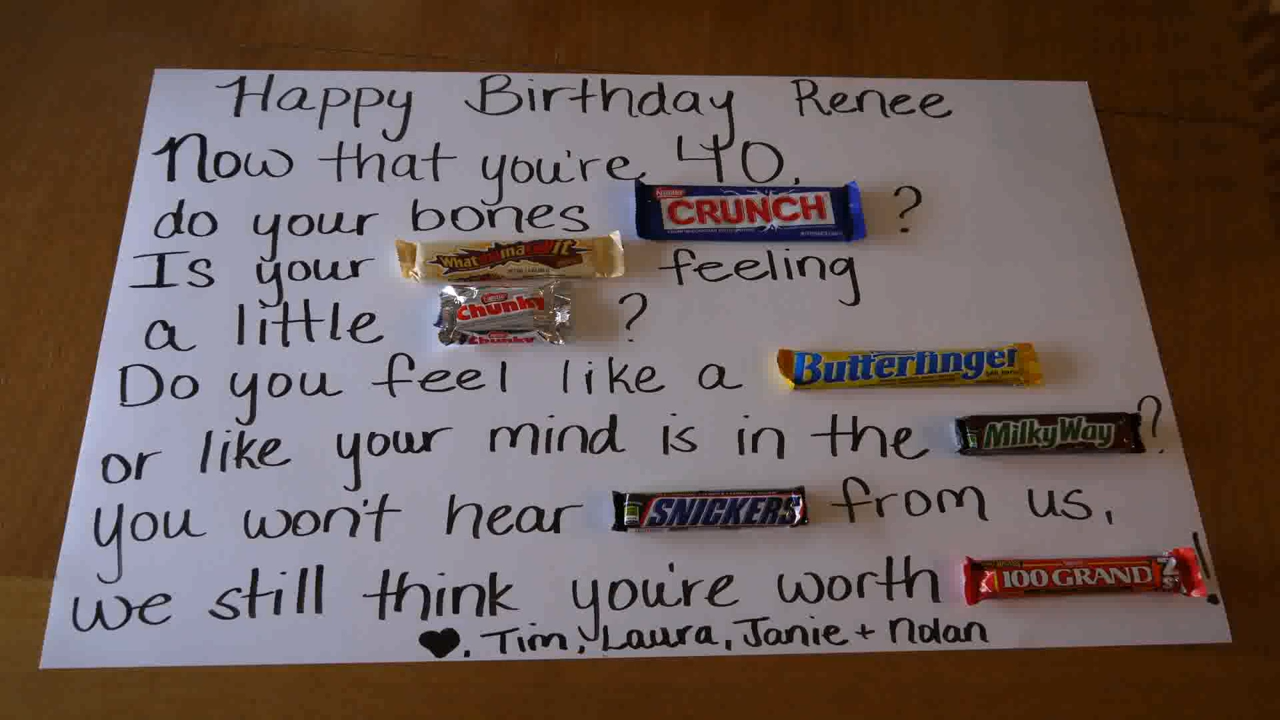 Happy Birthday Renee
Now that you're 40,
do your bones CRUNCH ?
Is your Whatchamacallit feeling
a little Chunky ?
Do you feel like a Butterfinger
or like your mind is in the Milky Way ?
you won't hear SNICKERS from us,
we still think you're worth 100 GRAND !
♥, Tim, Laura, Janie + Nolan